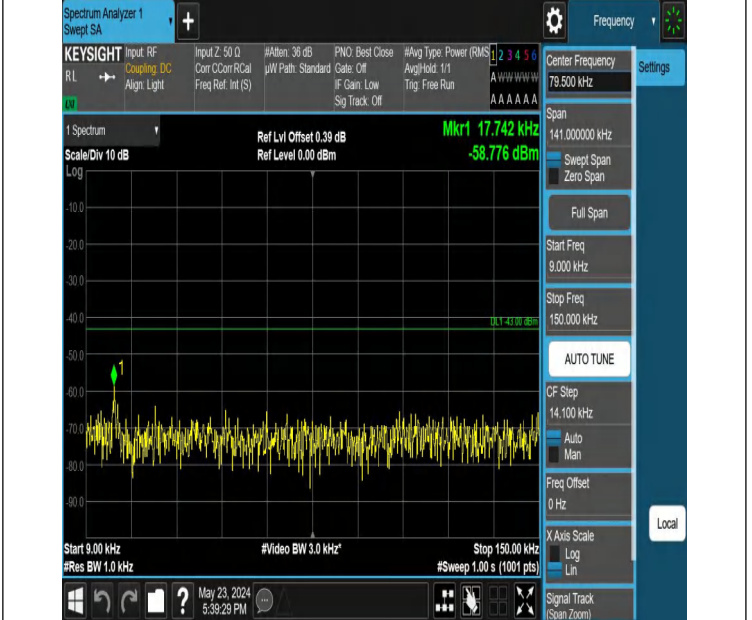 Spectrum Analyzer 1
Swept SA
+
Frequency
KEYSIGHT
RL
LXI
Input: RF
Coupling: DC
Align: Light
Input Z: 50 Ω
Corr CCorr RCal
Freq Ref: Int (S)
#Atten: 36 dB
µW Path: Standard
PNO: Best Close
Gate: Off
IF Gain: Low
Sig Track: Off
#Avg Type: Power (RMS
Avg|Hold: 1/1
Trig: Free Run
1 2 3 4 5 6
A W W W W W
A A A A A A
1 Spectrum
Scale/Div 10 dB
Log
Ref Lvl Offset 0.39 dB
Ref Level 0.00 dBm
Mkr1 17.742 kHz
-58.776 dBm
-10.0
-20.0
-30.0
-40.0
DL1 -43.00 dBm
-50.0
1
-60.0
-70.0
-80.0
-90.0
Start 9.00 kHz
#Video BW 3.0 kHz*
Stop 150.00 kHz
#Res BW 1.0 kHz
#Sweep 1.00 s (1001 pts)
?
May 23, 2024
5:39:29 PM
Center Frequency
79.500 kHz
Settings
Span
141.000000 kHz
Swept Span
Zero Span
Full Span
Start Freq
9.000 kHz
Stop Freq
150.000 kHz
AUTO TUNE
CF Step
14.100 kHz
Auto
Man
Freq Offset
0 Hz
Local
X Axis Scale
Log
Lin
Signal Track
(Span Zoom)